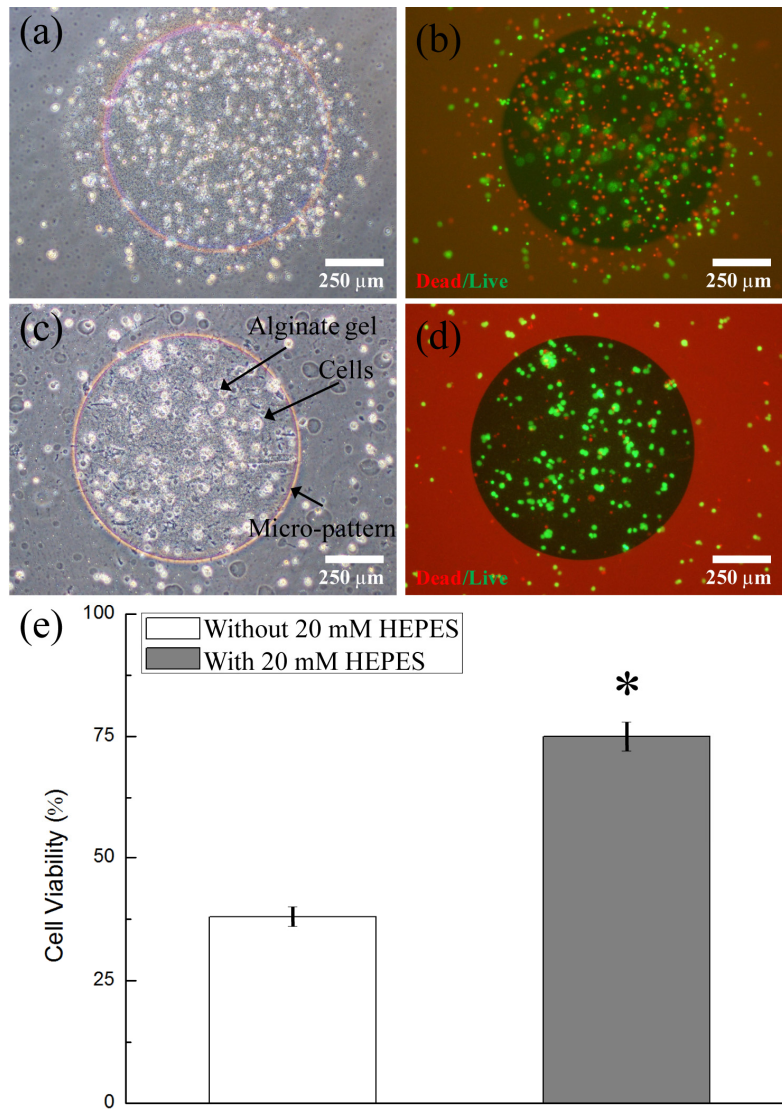 (a)
250 µm
(b)
Dead/Live
250 µm
(c)
Alginate gel
Cells
Micro-pattern
250 µm
(d)
Dead/Live
250 µm
(e)
Without 20 mM HEPES
With 20 mM HEPES
*
Cell Viability (%)
100
75
50
25
0